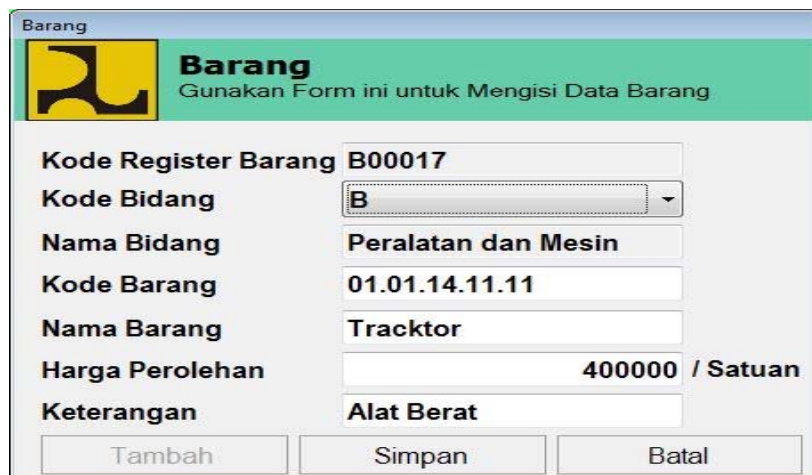 Barang
Barang
Gunakan Form ini untuk Mengisi Data Barang
Kode Register Barang B00017
Kode Bidang B
Nama Bidang Peralatan dan Mesin
Kode Barang 01.01.14.11.11
Nama Barang Tracktor
Harga Perolehan 400000 / Satuan
Keterangan Alat Berat
Tambah Simpan Batal